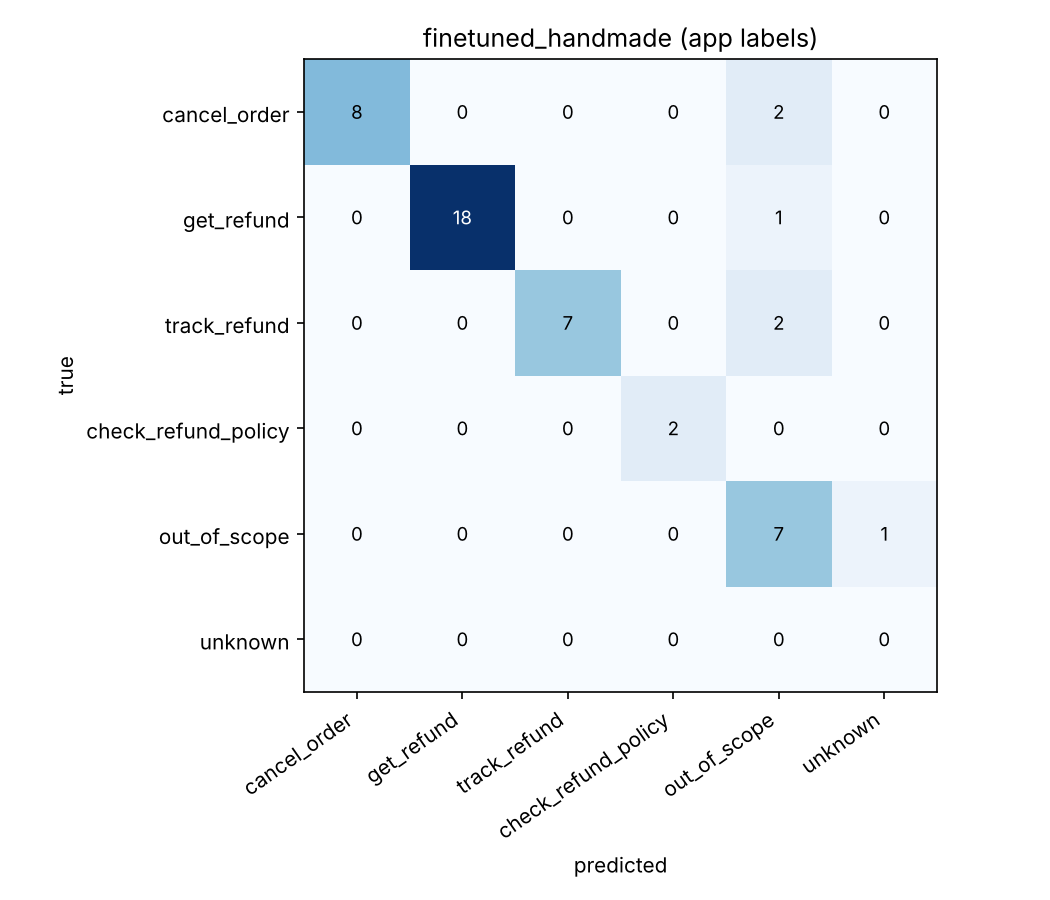 finetuned_handmade (app labels)
cancel_order 8 0 0 0 2 0
get_refund 0 18 0 0 1 0
track_refund 0 0 7 0 2 0
true
check_refund_policy 0 0 0 2 0 0
out_of_scope 0 0 0 0 7 1
unknown 0 0 0 0 0 0
cancel_order get_refund track_refund check_refund_policy out_of_scope unknown
predicted